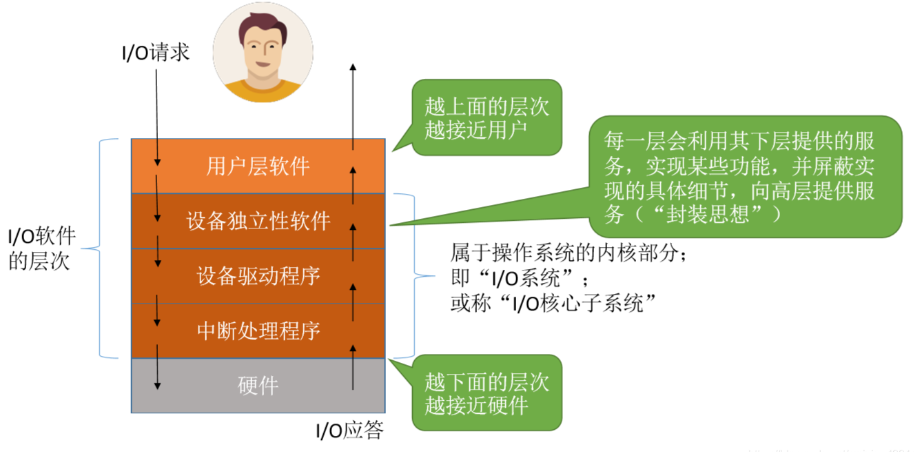 I/O请求
越上面的层次
越接近用户
每一层会利用其下层提供的服
务，实现某些功能，并屏蔽实
现的具体细节，向高层提供服
务（“封装思想”）
用户层软件
设备独立性软件
I/O软件
的层次
属于操作系统的内核部分；
即“I/O系统”；
或称“I/O核心子系统”
设备驱动程序
中断处理程序
越下面的层次
越接近硬件
硬件
I/O应答